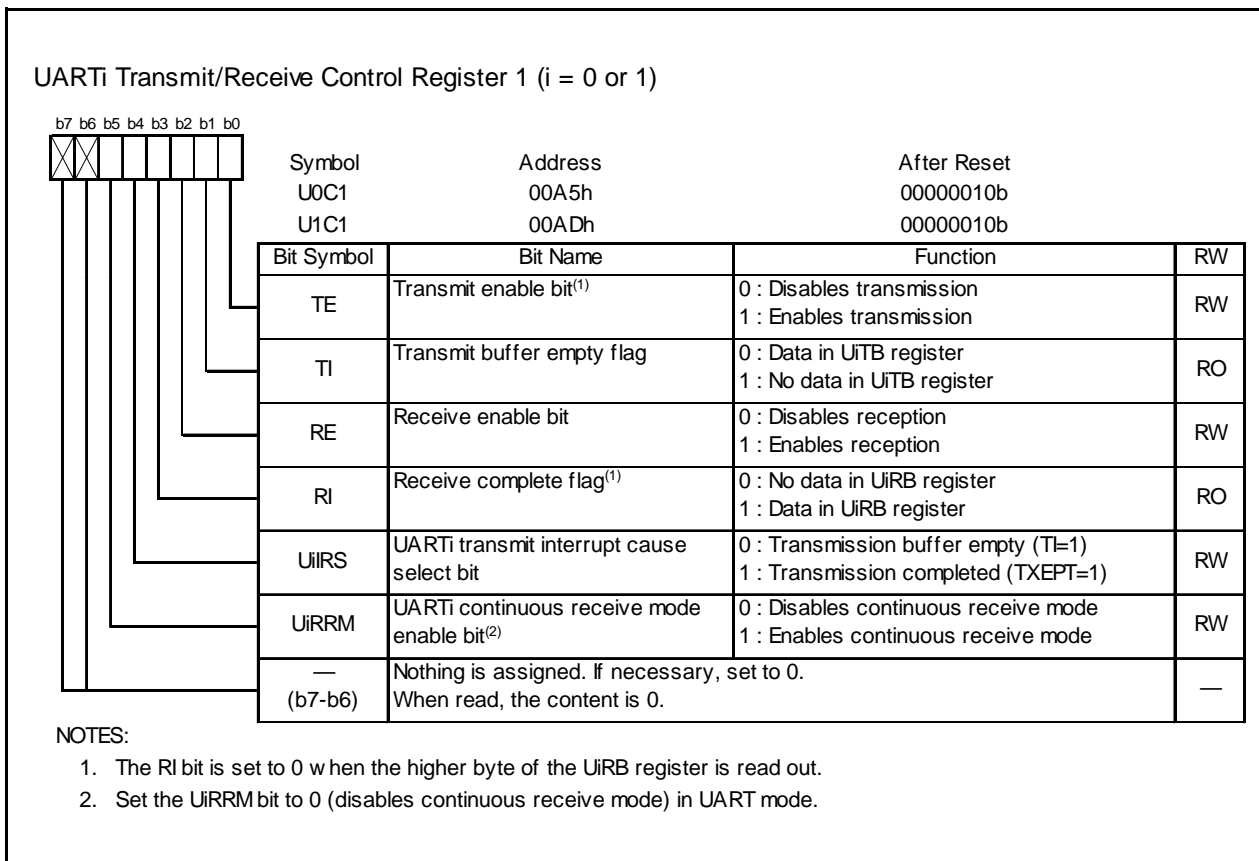 UARTi Transmit/Receive Control Register 1 (i = 0 or 1)
b7 b6 b5 b4 b3 b2 b1 b0
Symbol Address After Reset
U0C1 00A5h 00000010b
U1C1 00ADh 00000010b
Bit Symbol Bit Name Function RW
TE Transmit enable bit(1) 0 : Disables transmission RW
1 : Enables transmission
TI Transmit buffer empty flag 0 : Data in UiTB register RO
1 : No data in UiTB register
RE Receive enable bit 0 : Disables reception RW
1 : Enables reception
RI Receive complete flag(1) 0 : No data in UiRB register RO
1 : Data in UiRB register
UiIRS UARTi transmit interrupt cause 0 : Transmission buffer empty (TI=1) RW
select bit 1 : Transmission completed (TXEPT=1)
UiRRM UARTi continuous receive mode 0 : Disables continuous receive mode RW
enable bit(2) 1 : Enables continuous receive mode
— Nothing is assigned. If necessary, set to 0. —
(b7-b6) When read, the content is 0.
NOTES:
1. The RI bit is set to 0 when the higher byte of the UiRB register is read out.
2. Set the UiRRM bit to 0 (disables continuous receive mode) in UART mode.